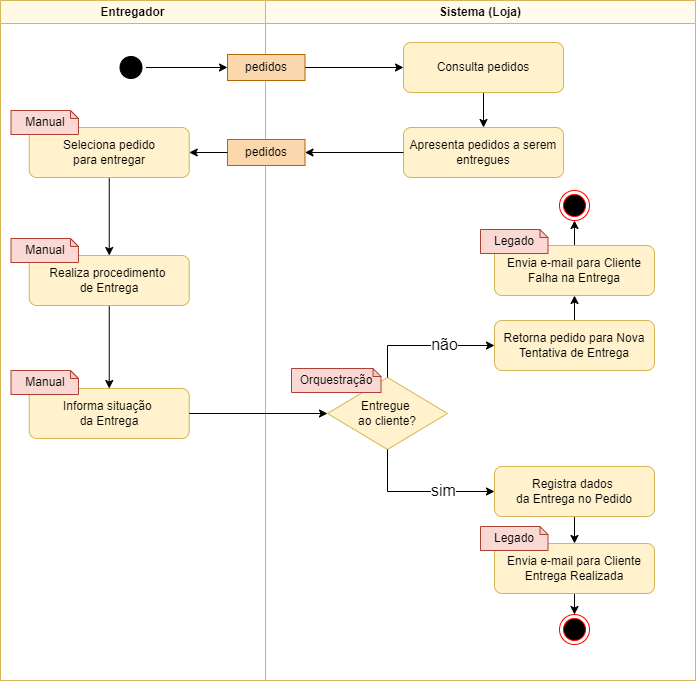 Entregador
Sistema (Loja)
pedidos
Consulta pedidos
Manual
Seleciona pedido
para entregar
pedidos
Apresenta pedidos a serem
entregues
Legado
Envia e-mail para Cliente
Falha na Entrega
Manual
Realiza procedimento
de Entrega
não
Retorna pedido para Nova
Tentativa de Entrega
Manual
Informa situação
da Entrega
Orquestração
Entregue
ao cliente?
sim
Registra dados
da Entrega no Pedido
Legado
Envia e-mail para Cliente
Entrega Realizada